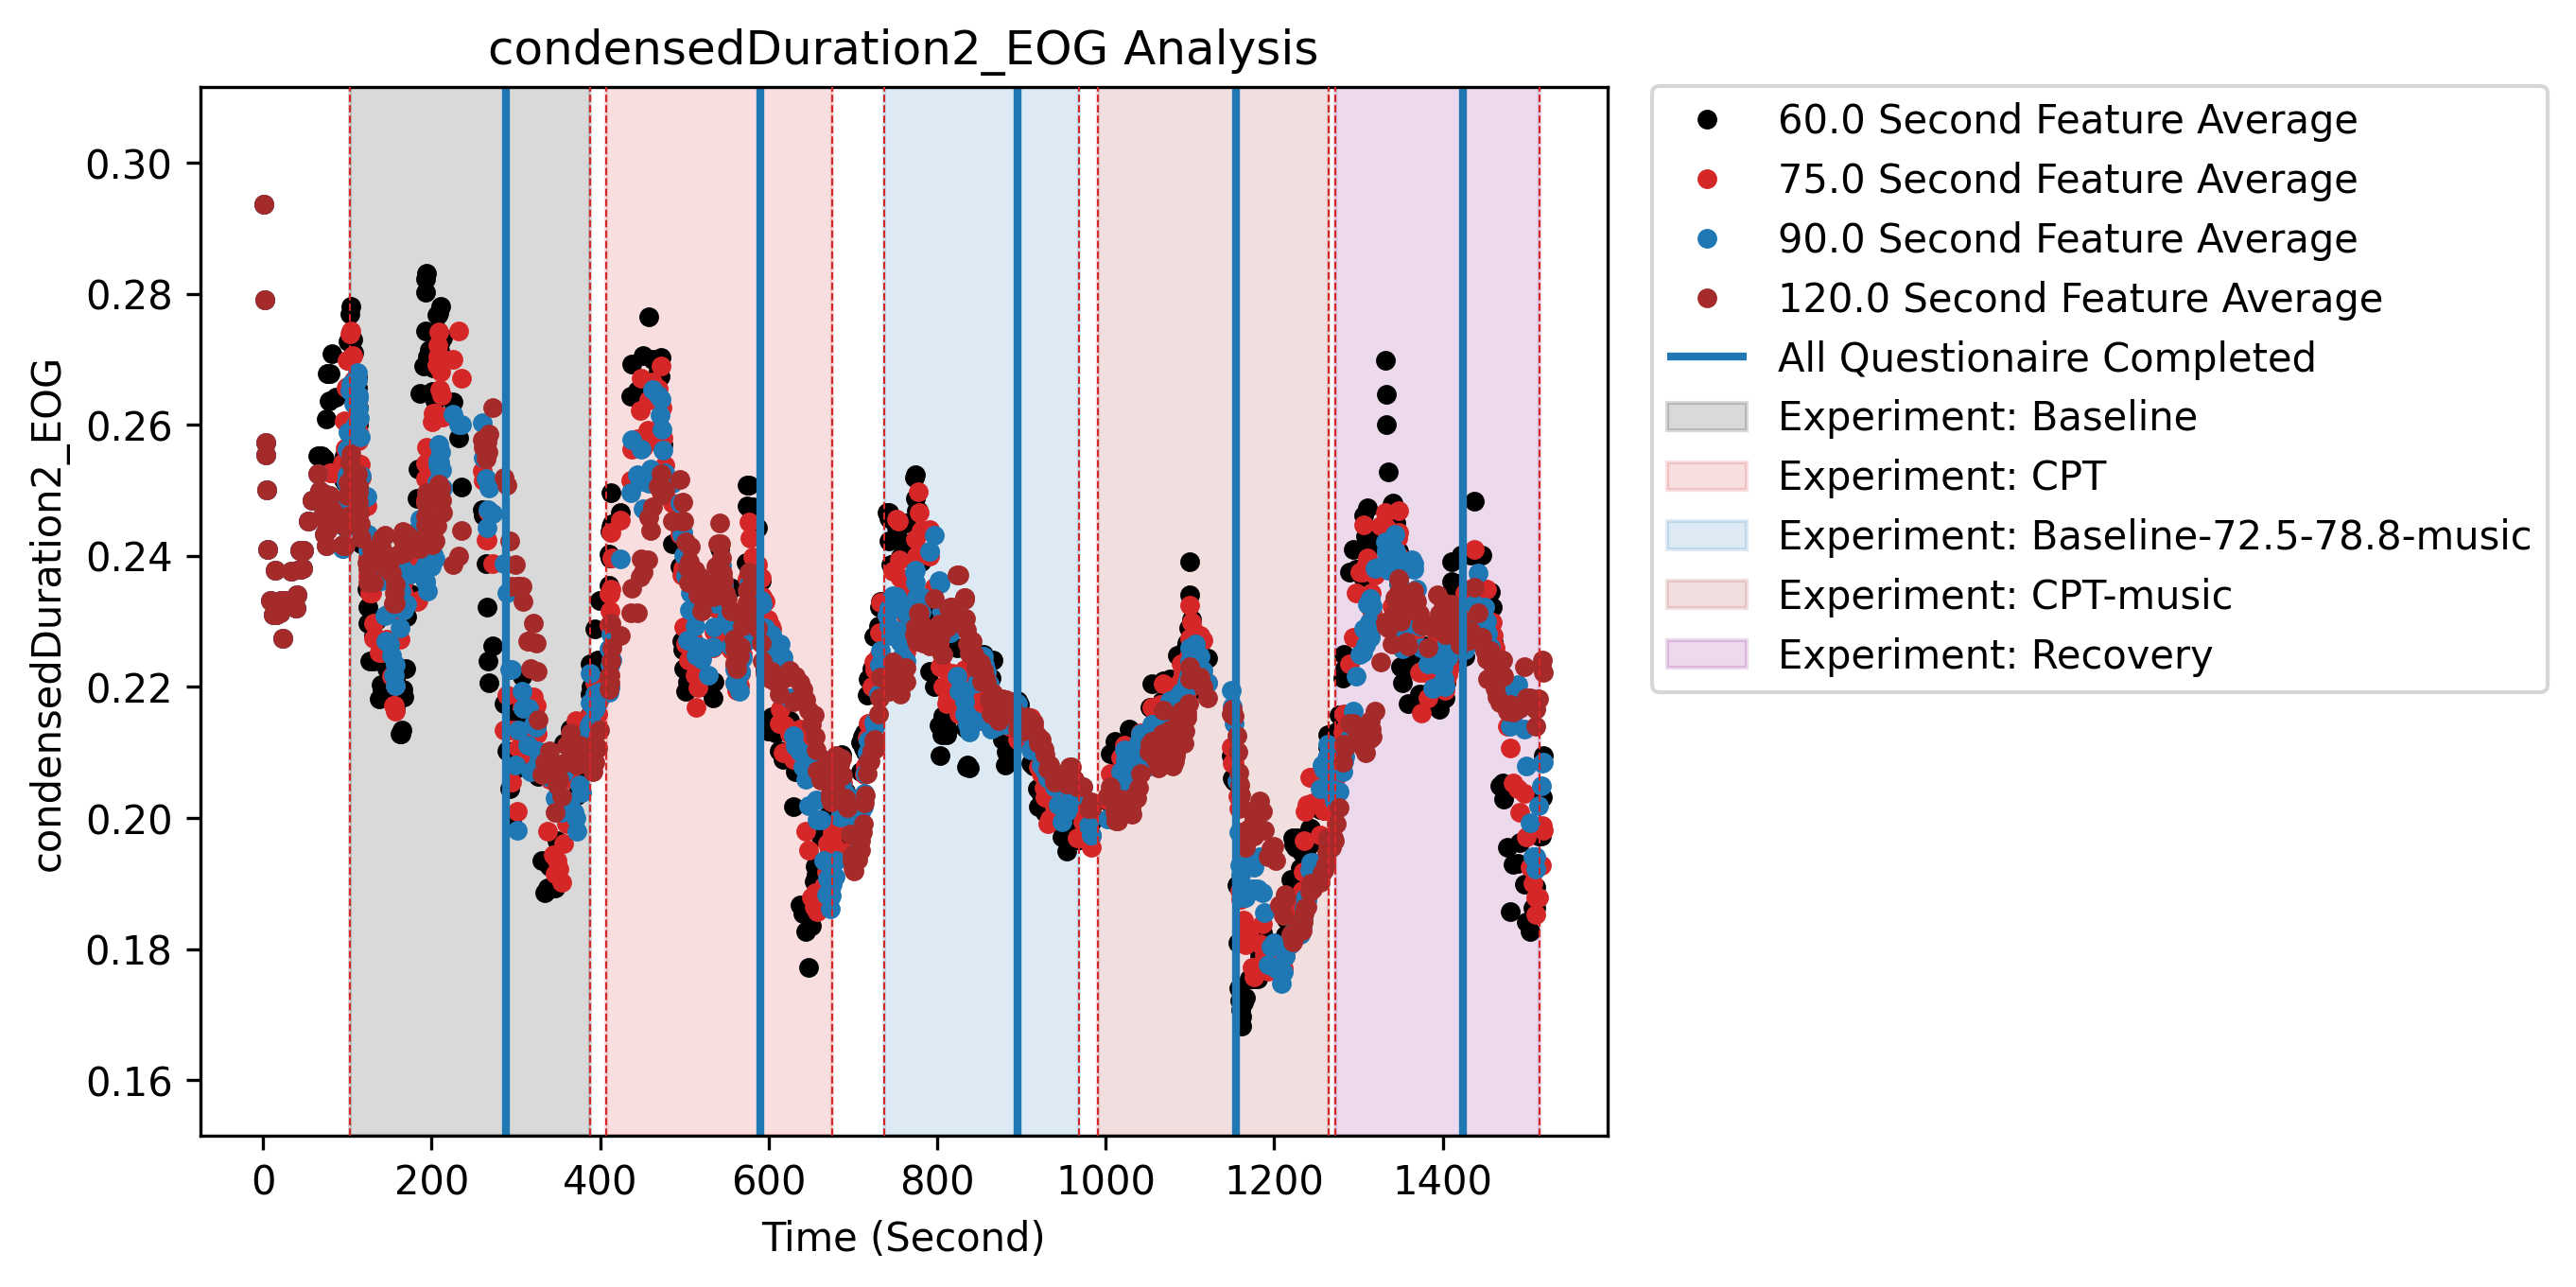 condensedDuration2_EOG Analysis
condensedDuration2_EOG
0.30
0.28
0.26
0.24
0.22
0.20
0.18
0.16
0 200 400 600 800 1000 1200 1400
Time (Second)
60.0 Second Feature Average
75.0 Second Feature Average
90.0 Second Feature Average
120.0 Second Feature Average
All Questionaire Completed
Experiment: Baseline
Experiment: CPT
Experiment: Baseline-72.5-78.8-music
Experiment: CPT-music
Experiment: Recovery